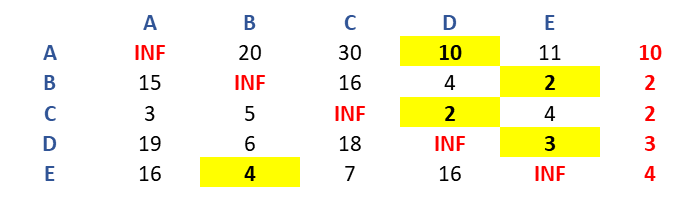 A B C D E
A INF 20 30 10 11 10
B 15 INF 16 4 2 2
C 3 5 INF 2 4 2
D 19 6 18 INF 3 3
E 16 4 7 16 INF 4